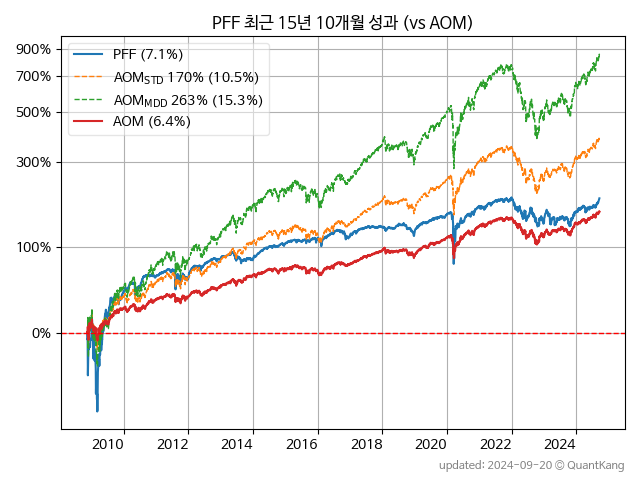 PFF 최근 15년 10개월 성과 (vs AOM)
900%
700%
500%
300%
100%
0%
PFF (7.1%)
AOM_STD 170% (10.5%)
AOM_MDD 263% (15.3%)
AOM (6.4%)
2010 2012 2014 2016 2018 2020 2022 2024
updated: 2024-09-20 © QuantKang